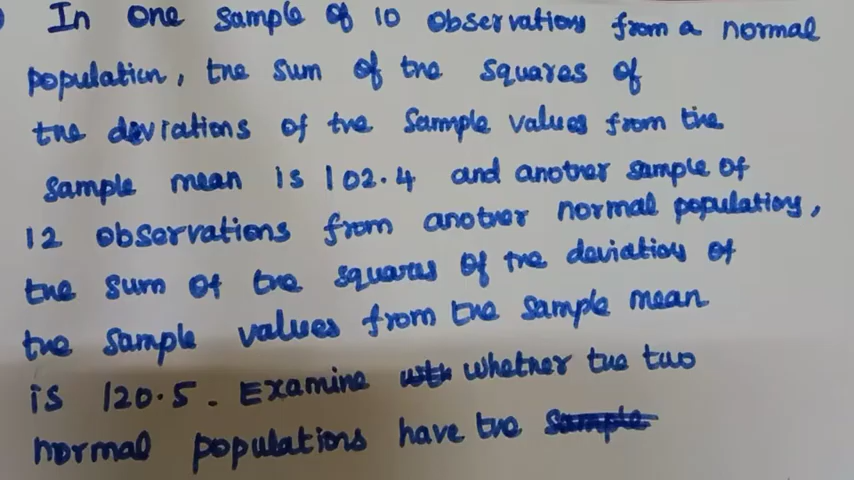 In one sample of 10 observations from a normal
population, the sum of the squares of
the deviations of the sample values from the
sample mean is 102.4 and another sample of
12 observations from another normal population,
the sum of the squares of the deviation of
the sample values from the sample mean
is 120.5. Examine whether the two
normal populations have the